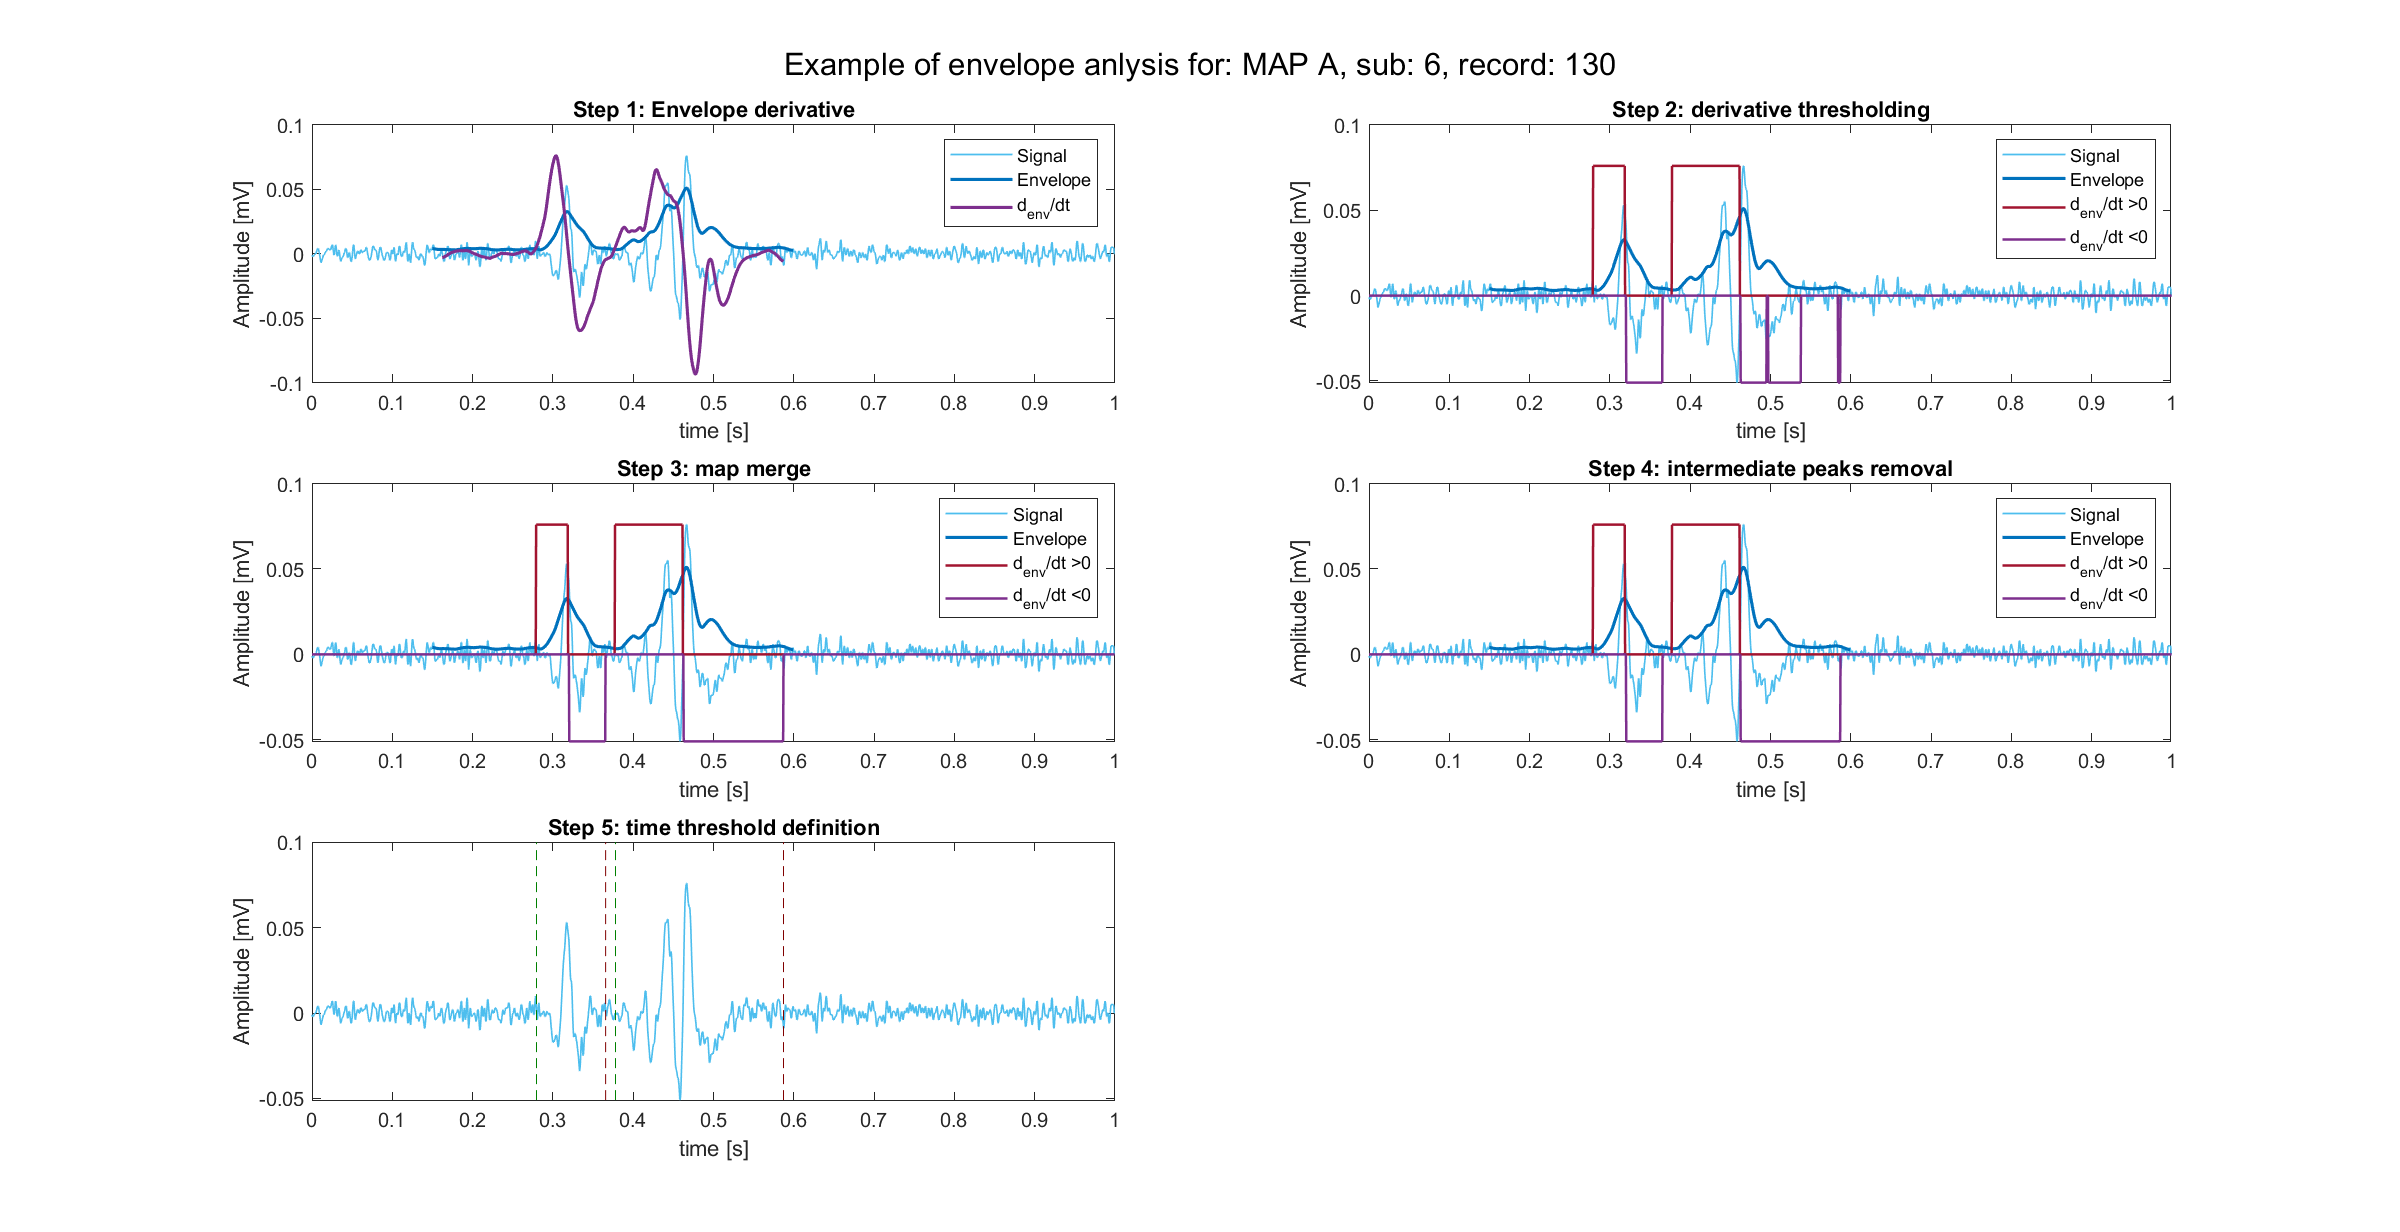 Example of envelope anlysis for: MAP A, sub: 6, record: 130
Step 1: Envelope derivative
0.1
0.05
0
-0.05
-0.1
Amplitude [mV]
0 0.1 0.2 0.3 0.4 0.5 0.6 0.7 0.8 0.9 1
time [s]
Signal
Envelope
d_env/dt
Step 2: derivative thresholding
0.1
0.05
0
-0.05
Amplitude [mV]
0 0.1 0.2 0.3 0.4 0.5 0.6 0.7 0.8 0.9 1
time [s]
Signal
Envelope
d_env/dt >0
d_env/dt <0
Step 3: map merge
0.1
0.05
0
-0.05
Amplitude [mV]
0 0.1 0.2 0.3 0.4 0.5 0.6 0.7 0.8 0.9 1
time [s]
Signal
Envelope
d_env/dt >0
d_env/dt <0
Step 4: intermediate peaks removal
0.1
0.05
0
-0.05
Amplitude [mV]
0 0.1 0.2 0.3 0.4 0.5 0.6 0.7 0.8 0.9 1
time [s]
Signal
Envelope
d_env/dt >0
d_env/dt <0
Step 5: time threshold definition
0.1
0.05
0
-0.05
Amplitude [mV]
0 0.1 0.2 0.3 0.4 0.5 0.6 0.7 0.8 0.9 1
time [s]